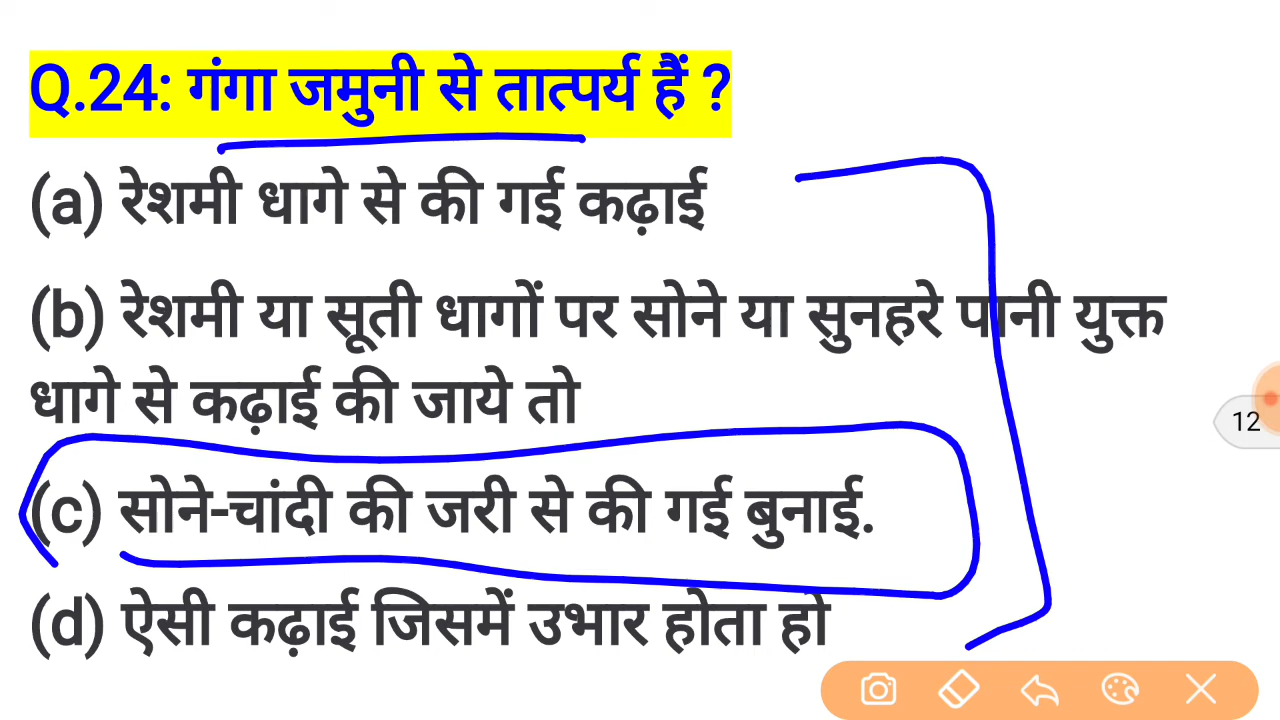 Q.24: गंगा जमुनी से तात्पर्य हैं ?
(a) रेशमी धागे से की गई कढ़ाई
(b) रेशमी या सूती धागों पर सोने या सुनहरे पानी युक्त
धागे से कढ़ाई की जाये तो
(c) सोने-चांदी की जरी से की गई बुनाई.
(d) ऐसी कढ़ाई जिसमें उभार होता हो
12